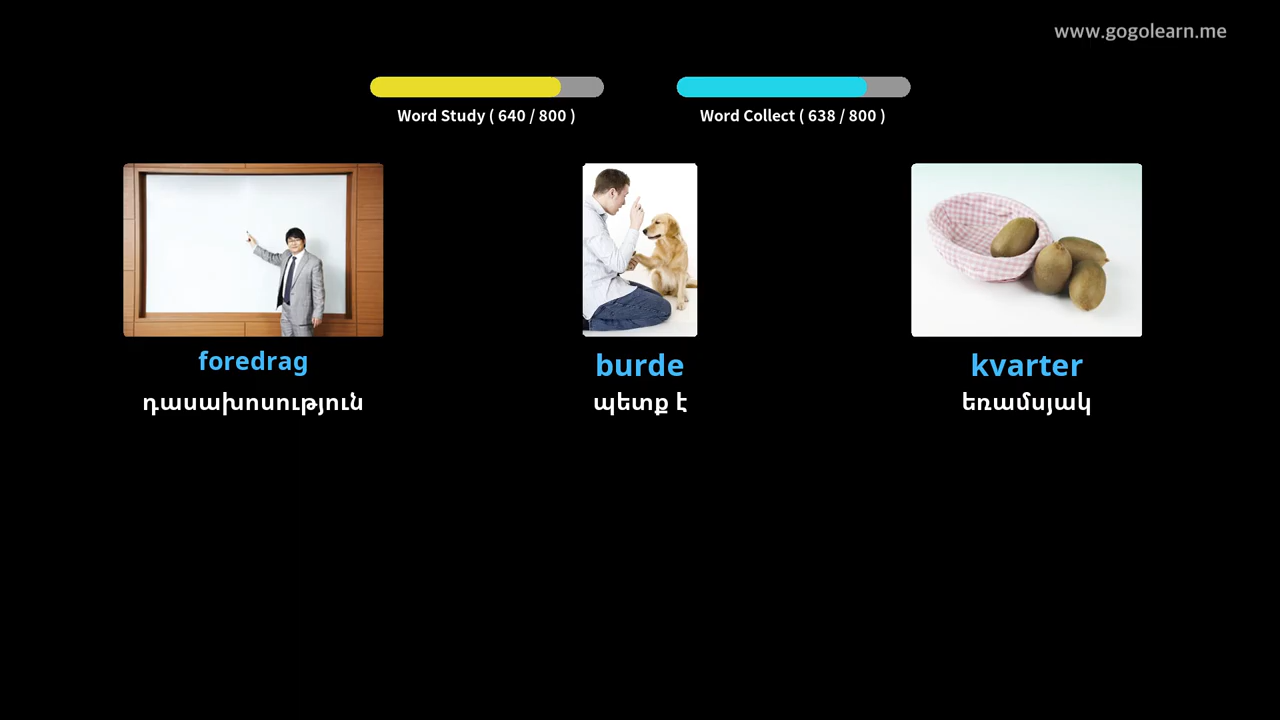 www.gogolearn.me
Word Study ( 640 / 800 )
Word Collect ( 638 / 800 )
foredrag
burde
kvarter
դասախոսություն
պետք է
եռամսյակ